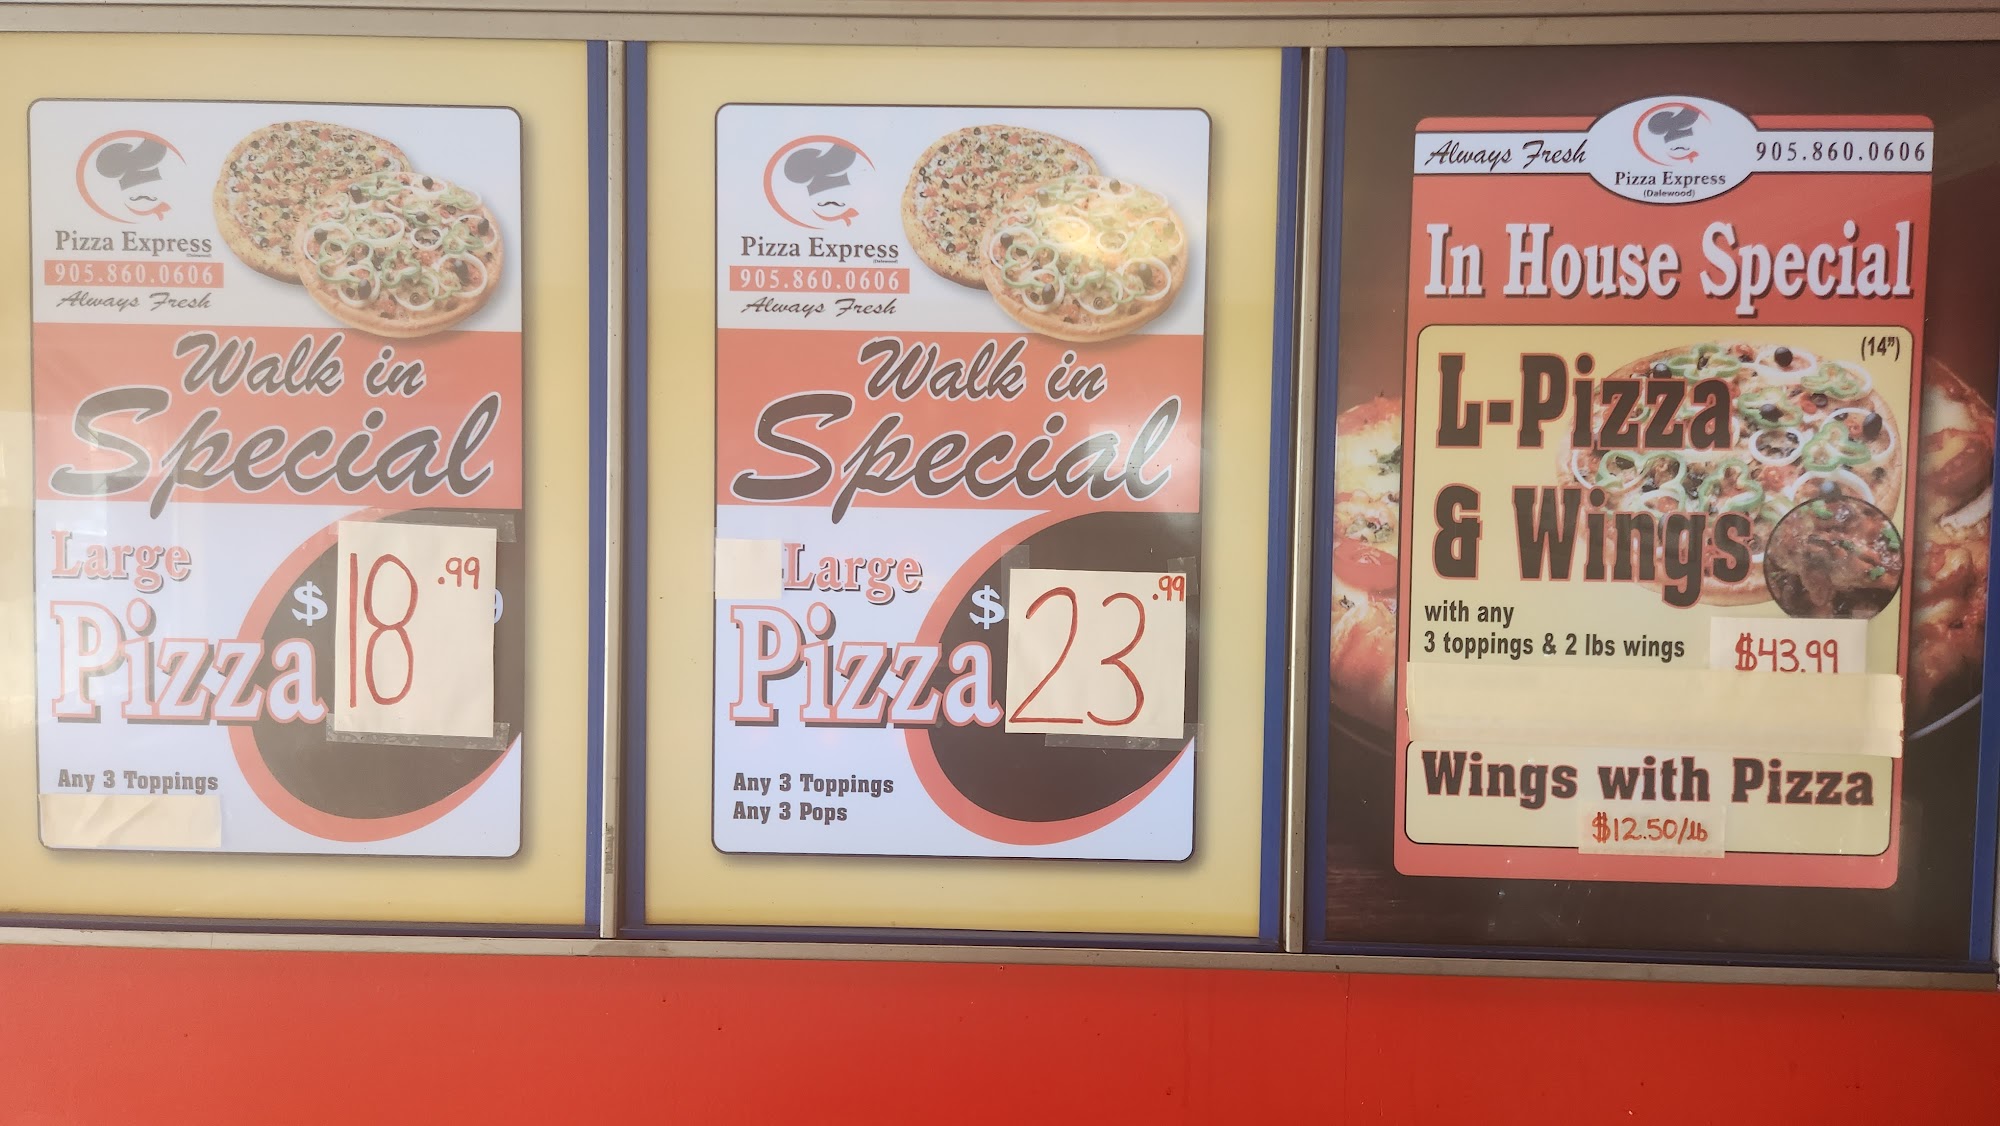 Pizza Express
(Dalewood)
905.860.0606
Always Fresh
Walk in
Special
Large
Pizza
$ 18.99
Any 3 Toppings
Pizza Express
(Dalewood)
905.860.0606
Always Fresh
Walk in
Special
Large
Pizza
$ 23.99
Any 3 Toppings
Any 3 Pops
Always Fresh
Pizza Express
(Dalewood)
905.860.0606
In House Special
(14")
L-Pizza
& Wings
with any
3 toppings & 2 lbs wings
$43.99
Wings with Pizza
$12.50/lb